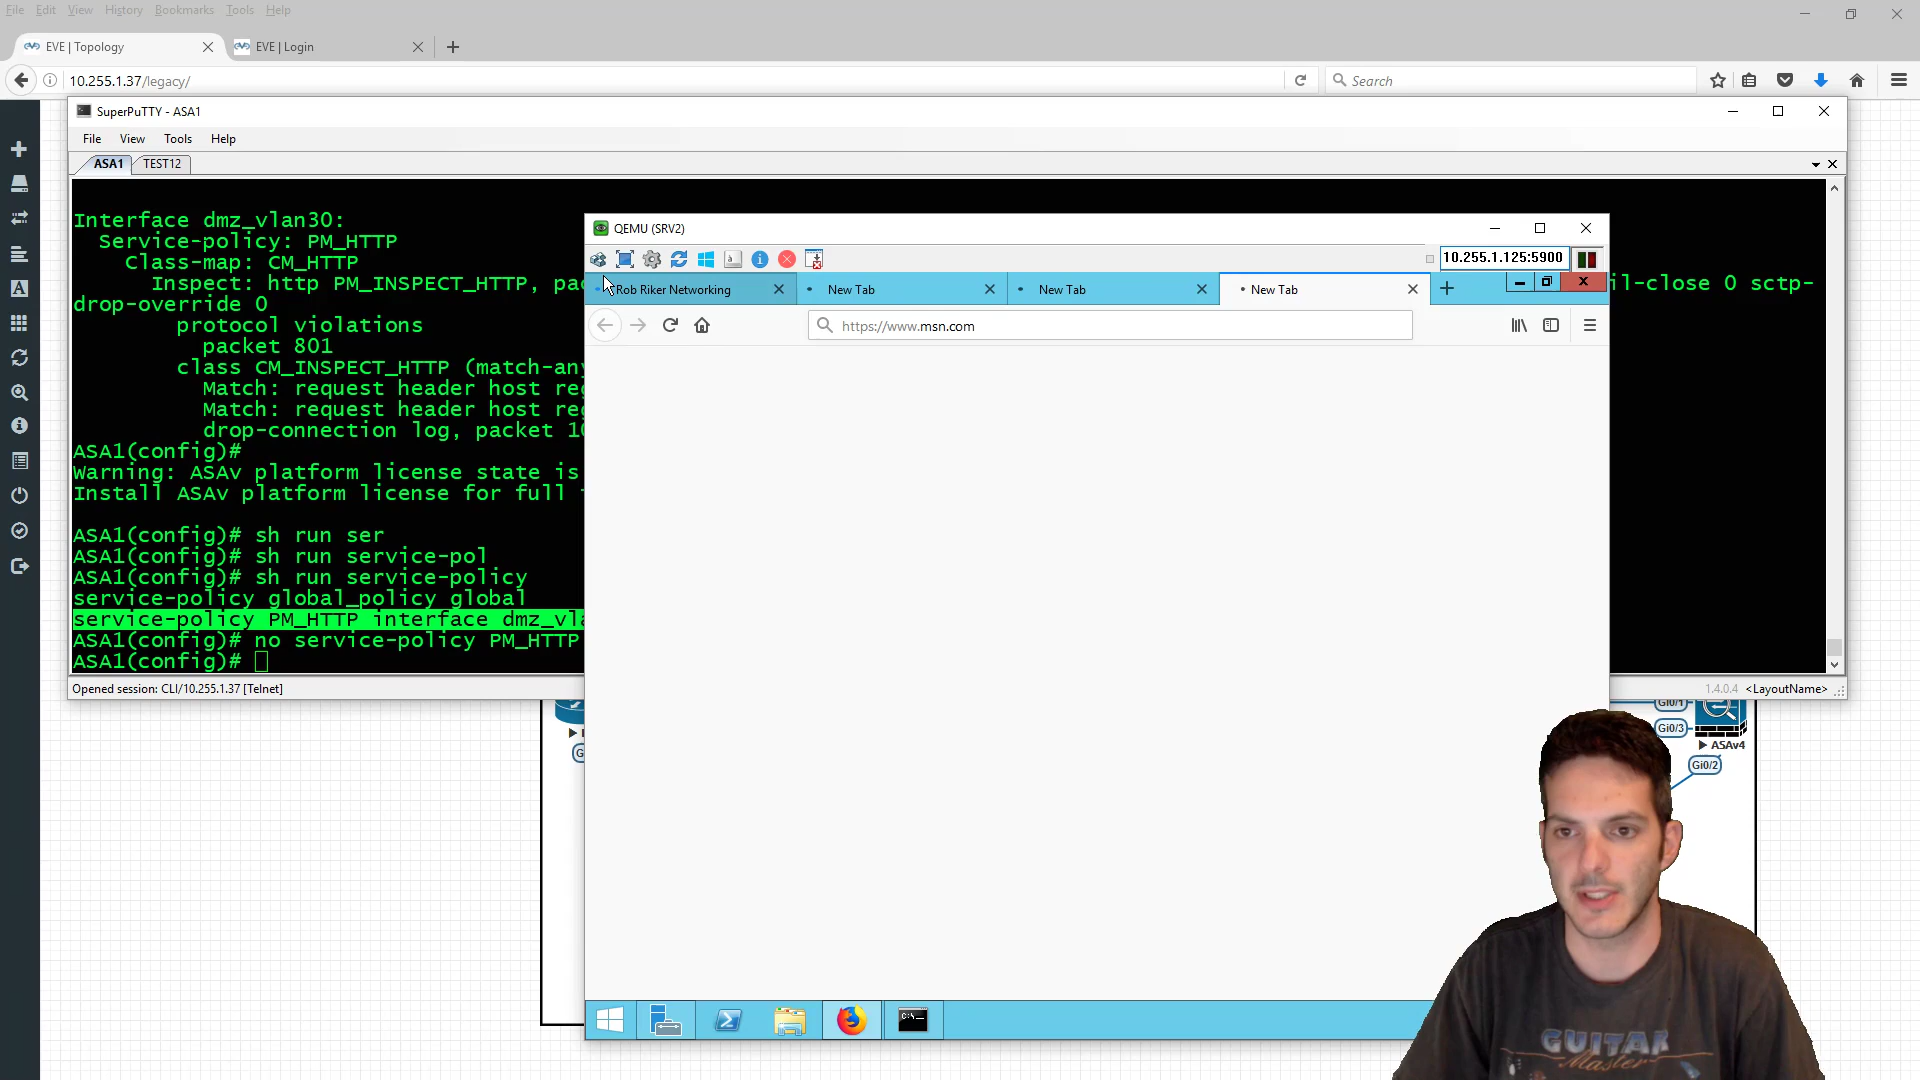 File Edit View History Bookmarks Tools Help
EVE | Topology
EVE | Login
10.255.1.37/legacy/
Search
SuperPuTTY - ASA1
File View Tools Help
ASA1
TEST12
Interface dmz_vlan30:
Service-policy: PM_HTTP
Class-map: CM_HTTP
Inspect: http PM_INSPECT_HTTP,
il-close 0 sctp-
drop-override 0
protocol violations
packet 801
class CM_INSPECT_HTTP (match-any
Match: request header host reg
Match: request header host reg
drop-connection log, packet 10
ASA1(config)#
Warning: ASAv platform license state is
Install ASAv platform license for full
ASA1(config)# sh run ser
ASA1(config)# sh run service-pol
ASA1(config)# sh run service-policy
service-policy global_policy global
service-policy PM_HTTP interface dmz_vla
ASA1(config)# no service-policy PM_HTTP
ASA1(config)#
Opened session: CLI/10.255.1.37 [Telnet]
1.4.0.4 <LayoutName>
QEMU (SRV2)
10.255.1.125:5900
Rob Riker Networking
New Tab
New Tab
New Tab
https://www.msn.com
Gi0/1
Gi0/3
ASAv4
Gi0/2
GUITAR
Master